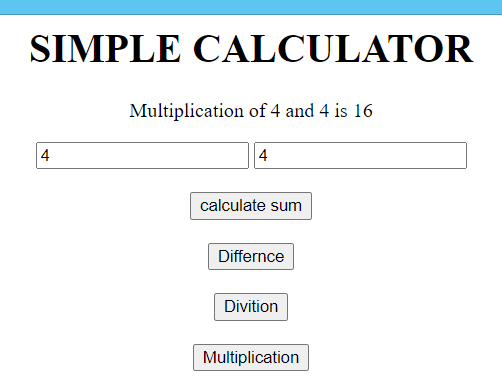 SIMPLE CALCULATOR
Multiplication of 4 and 4 is 16
4 4
calculate sum
Differnce
Divition
Multiplication